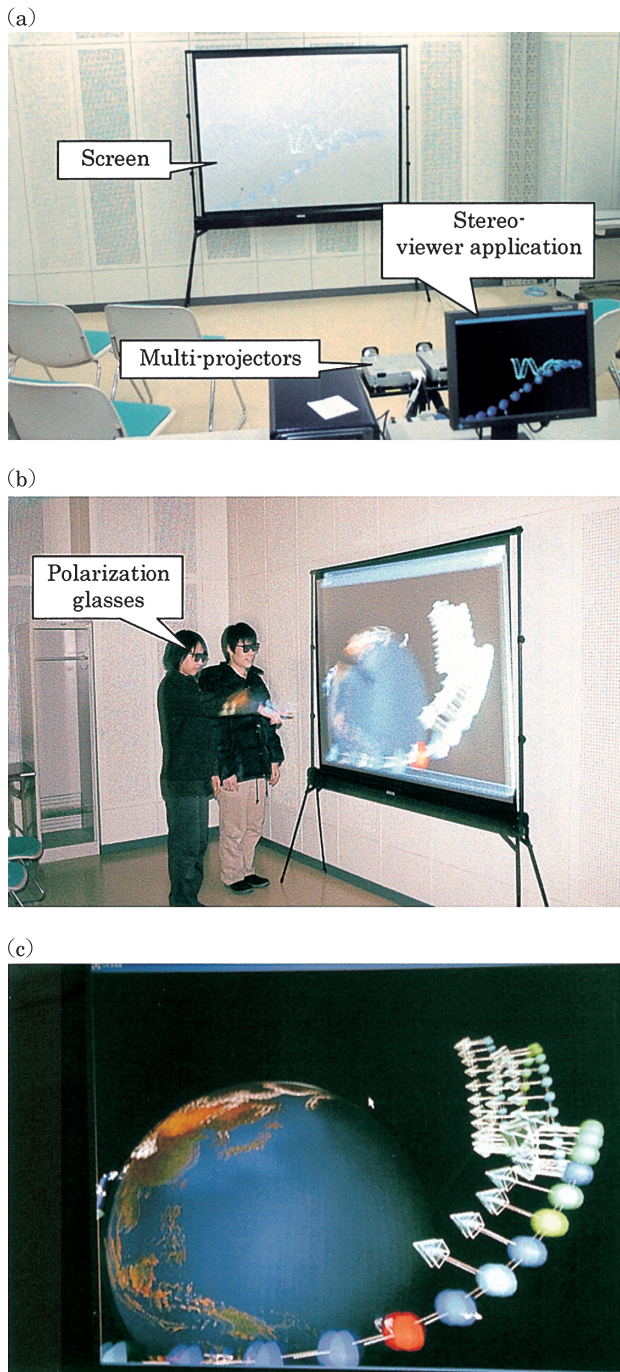 (a)
Screen
Stereo-
viewer application
Multi-projectors
(b)
Polarization
glasses
(c)